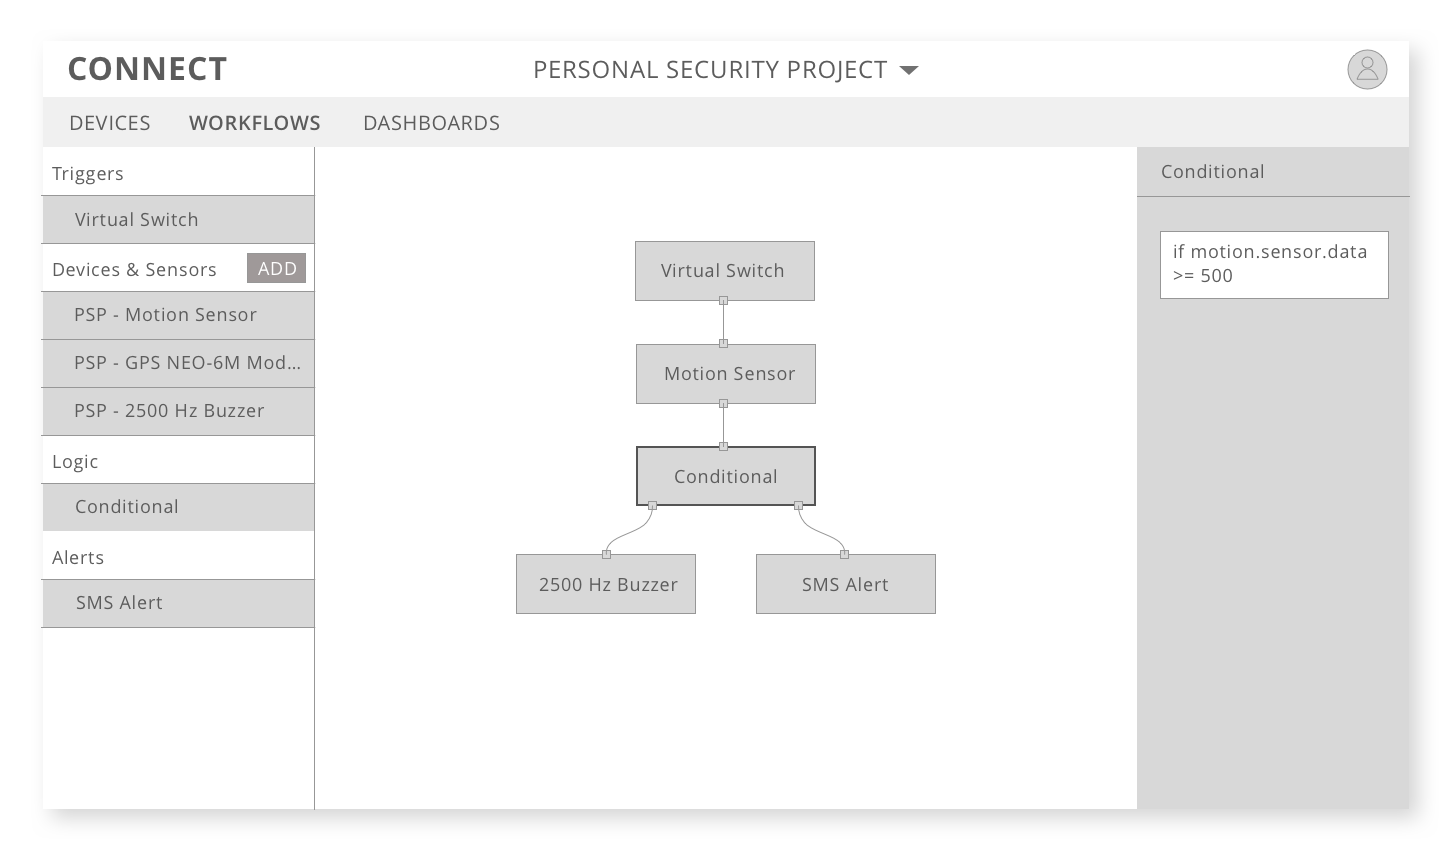 CONNECT
PERSONAL SECURITY PROJECT
DEVICES
WORKFLOWS
DASHBOARDS
Triggers
Virtual Switch
Devices & Sensors
ADD
PSP - Motion Sensor
PSP - GPS NEO-6M Mod...
PSP - 2500 Hz Buzzer
Logic
Conditional
Alerts
SMS Alert
Virtual Switch
Motion Sensor
Conditional
2500 Hz Buzzer
SMS Alert
Conditional
if motion.sensor.data
>= 500